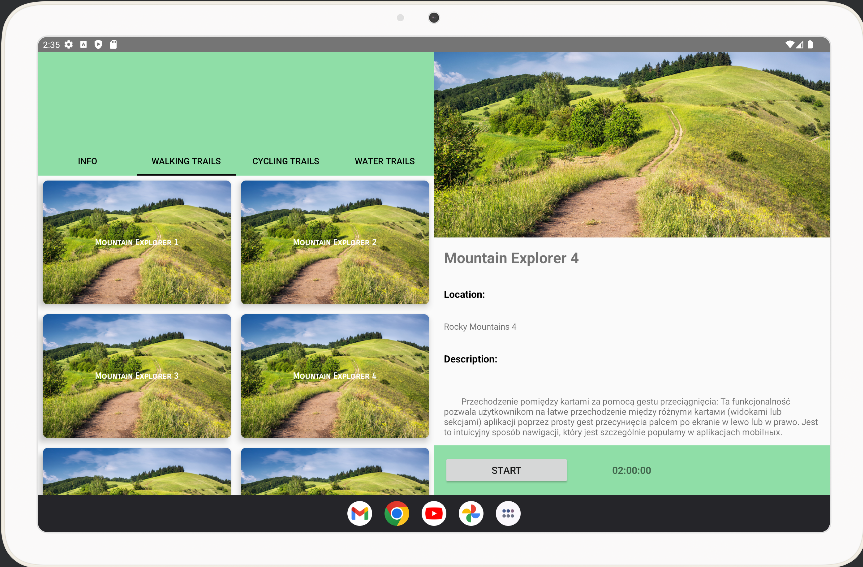 2:35
INFO WALKING TRAILS CYCLING TRAILS WATER TRAILS
Mountain Explorer 1
Mountain Explorer 2
Mountain Explorer 3
Mountain Explorer 4
Mountain Explorer 4
Location:
Rocky Mountains 4
Description:
Przechodzenie pomiędzy kartami za pomocą gestu przeciągnięcia: Ta funkcjonalność
pozwala użytkownikom na łatwe przechodzenie między różnymi kartami (widokami lub
sekcjami) aplikacji poprzez prosty gest przesunięcia palcem po ekranie w lewo lub w prawo. Jest
to intuicyjny sposób nawigacji, który jest szczególnie popularny w aplikacjach mobilnych.
START
02:00:00